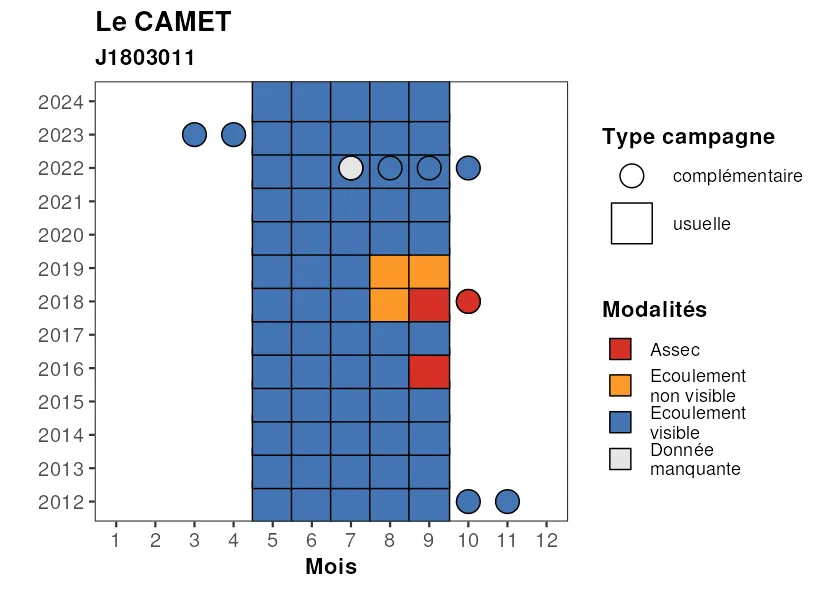 Le CAMET
J1803011
2024
2023
2022
2021
2020
2019
2018
2017
2016
2015
2014
2013
2012
1 2 3 4 5 6 7 8 9 10 11 12
Mois
Type campagne
complémentaire
usuelle
Modalités
Assec
Ecoulement
non visible
Ecoulement
visible
Donnée
manquante